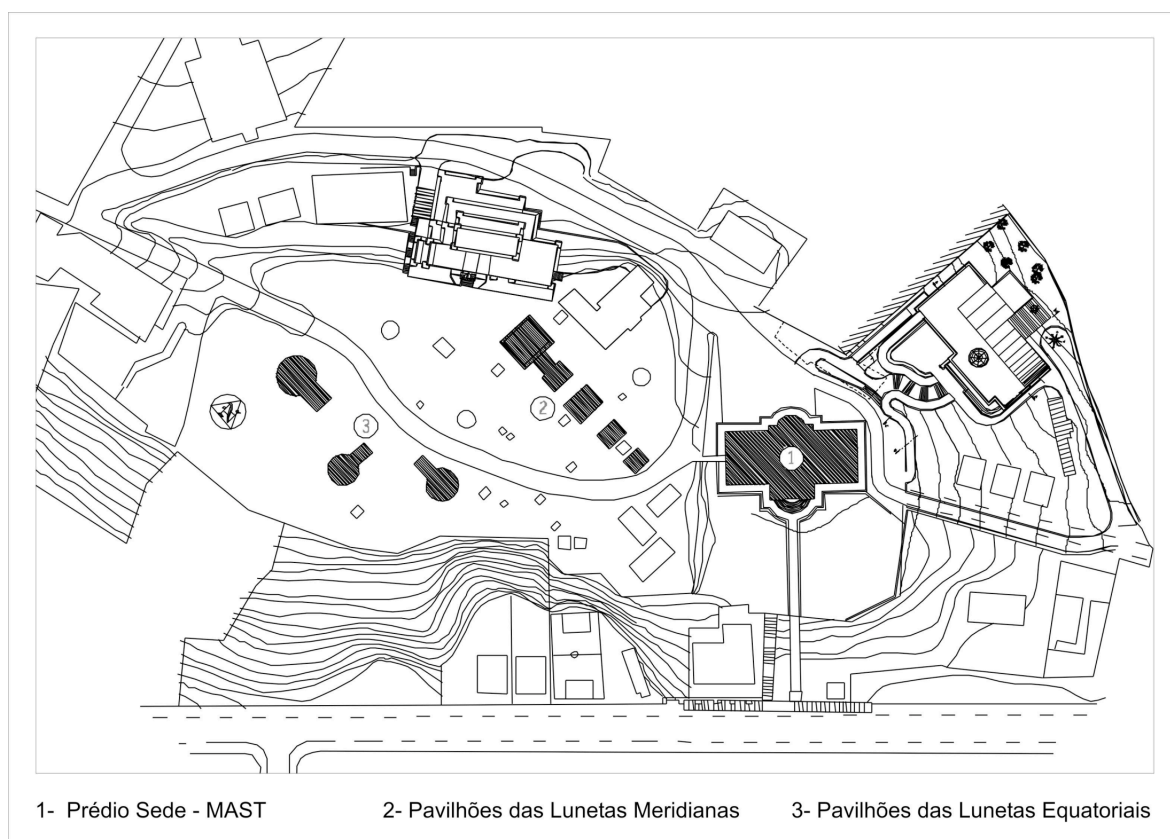 2
3
1
1- Prédio Sede - MAST 2- Pavilhões das Lunetas Meridianas 3- Pavilhões das Lunetas Equatoriais